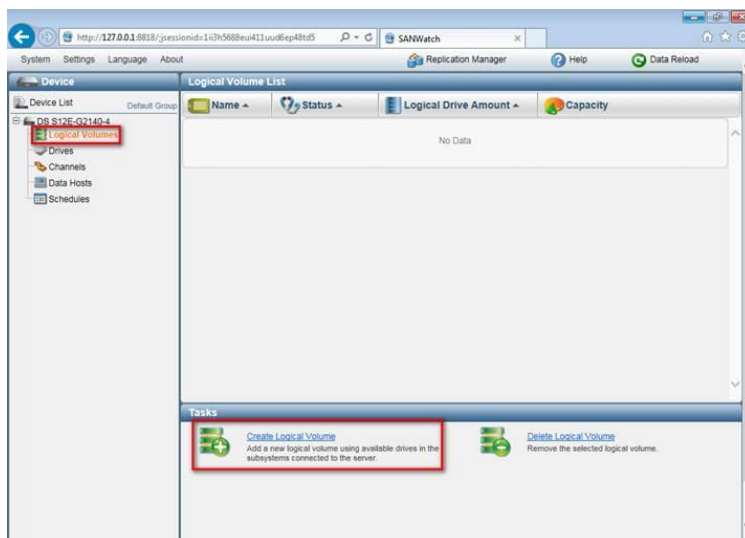 http://127.0.0.1:8818/;jsessionid=1ii3h5688eui411uud6ep48td5
SANWatch
System Settings Language About
Replication Manager
Help
Data Reload
Device
Logical Volume List
Device List
Default Group
Name
Status
Logical Drive Amount
Capacity
DS S12E-G2140-4
Logical Volumes
No Data
Drives
Channels
Data Hosts
Schedules
Tasks
Create Logical Volume
Add a new logical volume using available drives in the
subsystems connected to the server.
Delete Logical Volume
Remove the selected logical volume.